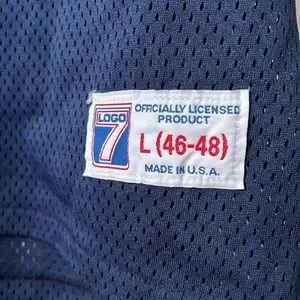 LOGO
7
OFFICIALLY LICENSED
PRODUCT
L (46-48)
MADE IN U.S.A.